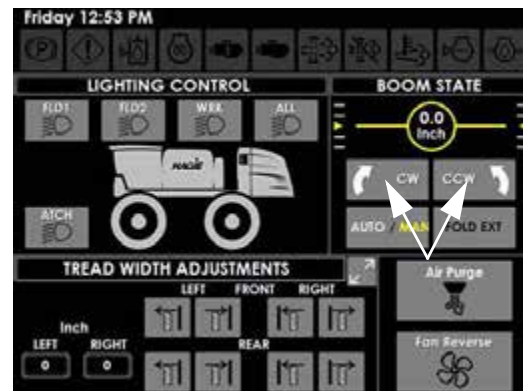 Friday 12:53 PM
LIGHTING CONTROL
BOOM STATE
FLD1
FLD2
WRK
ALL
0.0
Inch
HAGIE
CW
CCW
ATCH
AUTO / MAN
FOLD EXT
TREAD WIDTH ADJUSTMENTS
LEFT FRONT RIGHT
Air Purge
Inch
LEFT RIGHT
REAR
0 0
Fan Reverse